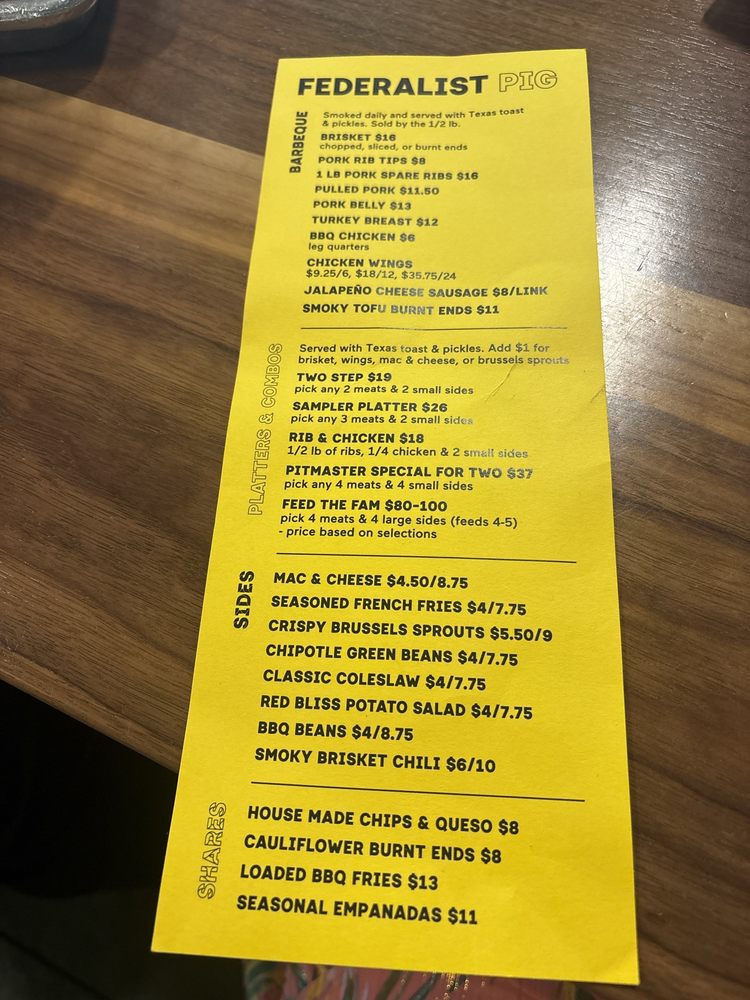 FEDERALIST PIG
BARBEQUE
Smoked daily and served with Texas toast
& pickles. Sold by the 1/2 lb.
BRISKET $16
chopped, sliced, or burnt ends
PORK RIB TIPS $8
1 LB PORK SPARE RIBS $16
PULLED PORK $11.50
PORK BELLY $13
TURKEY BREAST $12
BBQ CHICKEN $6
leg quarters
CHICKEN WINGS
$9.25/6, $18/12, $35.75/24
JALAPEÑO CHEESE SAUSAGE $8/LINK
SMOKY TOFU BURNT ENDS $11
PLATTERS & COMBOS
Served with Texas toast & pickles. Add $1 for
brisket, wings, mac & cheese, or brussels sprouts
TWO STEP $19
pick any 2 meats & 2 small sides
SAMPLER PLATTER $26
pick any 3 meats & 2 small sides
RIB & CHICKEN $18
1/2 lb of ribs, 1/4 chicken & 2 small sides
PITMASTER SPECIAL FOR TWO $37
pick any 4 meats & 4 small sides
FEED THE FAM $80-100
pick 4 meats & 4 large sides (feeds 4-5)
- price based on selections
SIDES
MAC & CHEESE $4.50/8.75
SEASONED FRENCH FRIES $4/7.75
CRISPY BRUSSELS SPROUTS $5.50/9
CHIPOTLE GREEN BEANS $4/7.75
CLASSIC COLESLAW $4/7.75
RED BLISS POTATO SALAD $4/7.75
BBQ BEANS $4/8.75
SMOKY BRISKET CHILI $6/10
SHARES
HOUSE MADE CHIPS & QUESO $8
CAULIFLOWER BURNT ENDS $8
LOADED BBQ FRIES $13
SEASONAL EMPANADAS $11